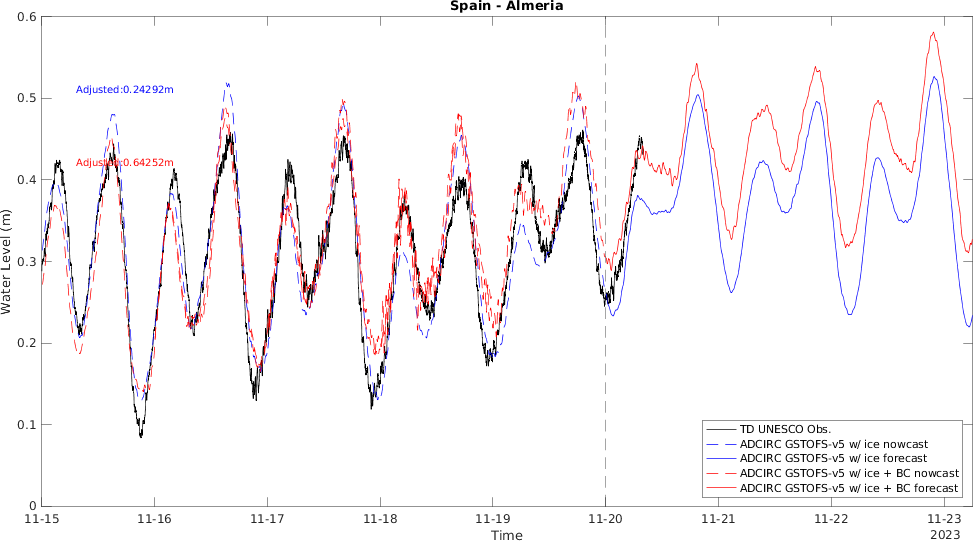 Spain - Almeria
0.6
0.5
0.4
0.3
0.2
0.1
0
Water Level (m)
Adjusted:0.24292m
Adjusted:0.64252m
TD UNESCO Obs.
ADCIRC GSTOFS-v5 w/ ice nowcast
ADCIRC GSTOFS-v5 w/ ice forecast
ADCIRC GSTOFS-v5 w/ ice + BC nowcast
ADCIRC GSTOFS-v5 w/ ice + BC forecast
11-15 11-16 11-17 11-18 11-19 11-20 11-21 11-22 11-23
Time
2023